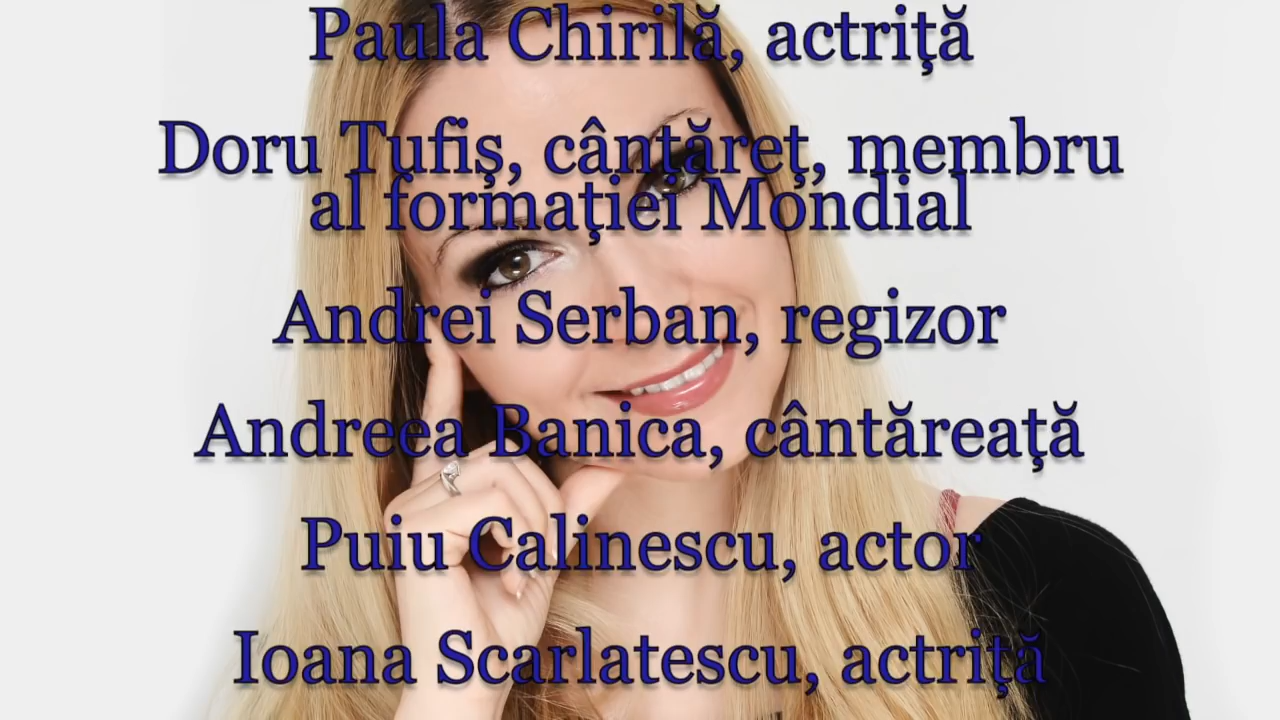 Paula Chirilă, actriţă
Doru Tufiş, cântăreţ, membru
al formaţiei Mondial
Andrei Serban, regizor
Andreea Banica, cântăreaţă
Puiu Calinescu, actor
Ioana Scarlatescu, actriţă